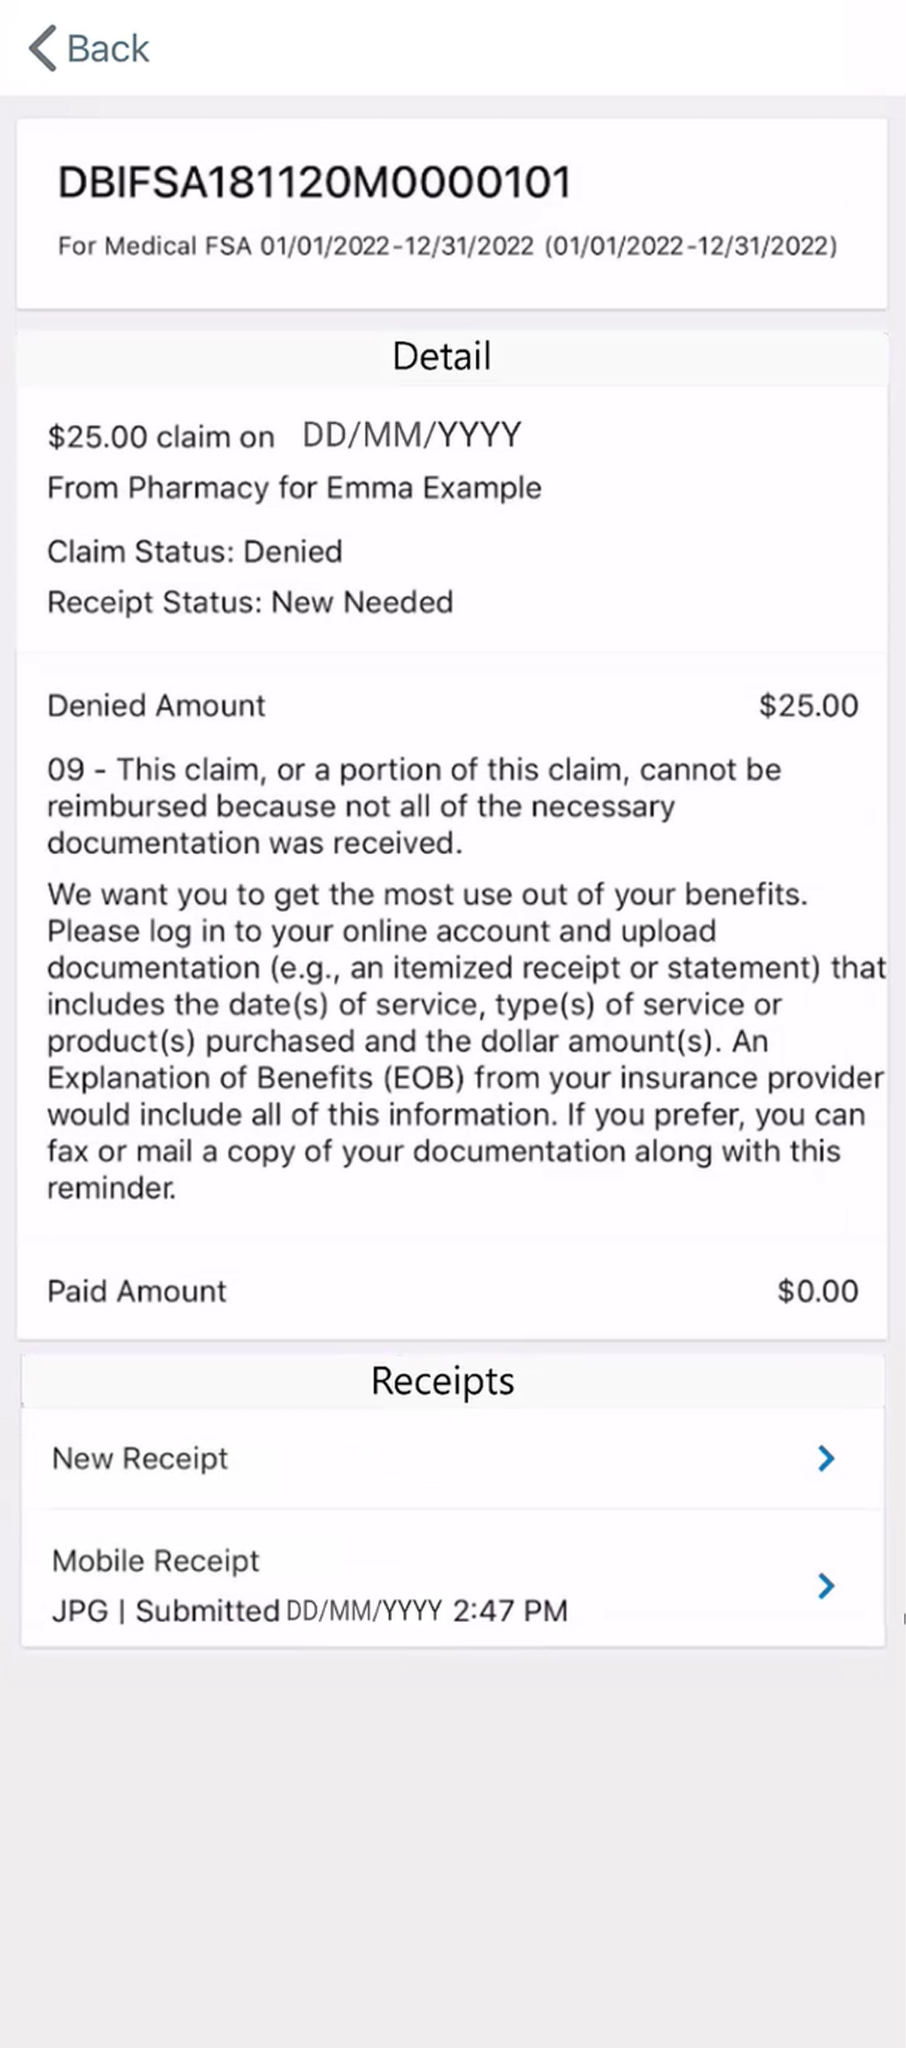 Back
DBIFSA181120M0000101
For Medical FSA 01/01/2022-12/31/2022 (01/01/2022-12/31/2022)
Detail
$25.00 claim on DD/MM/YYYY
From Pharmacy for Emma Example
Claim Status: Denied
Receipt Status: New Needed
Denied Amount $25.00
09 - This claim, or a portion of this claim, cannot be
reimbursed because not all of the necessary
documentation was received.
We want you to get the most use out of your benefits.
Please log in to your online account and upload
documentation (e.g., an itemized receipt or statement) that
includes the date(s) of service, type(s) of service or
product(s) purchased and the dollar amount(s). An
Explanation of Benefits (EOB) from your insurance provider
would include all of this information. If you prefer, you can
fax or mail a copy of your documentation along with this
reminder.
Paid Amount $0.00
Receipts
New Receipt
Mobile Receipt
JPG | Submitted DD/MM/YYYY 2:47 PM